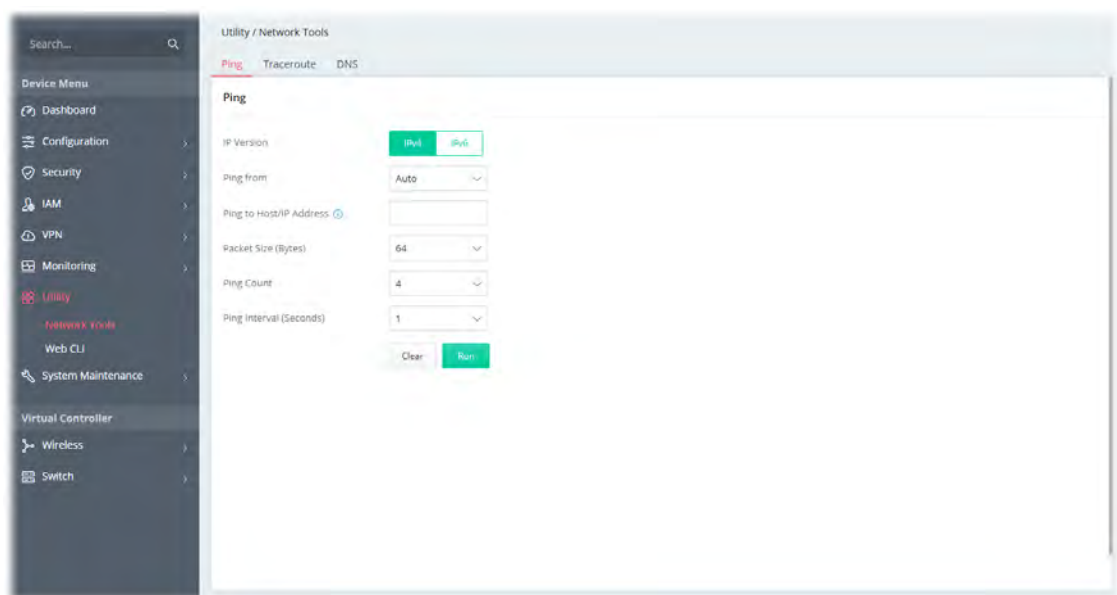 Search...
Device Menu
Dashboard
Configuration
Security
IAM
VPN
Monitoring
Utility
Network Tools
Web CLI
System Maintenance
Virtual Controller
Wireless
Switch
Utility / Network Tools
Ping Traceroute DNS
Ping
IP Version IPv4 IPv6
Ping from Auto
Ping to Host/IP Address
Packet Size (Bytes) 64
Ping Count 4
Ping Interval (Seconds) 1
Clear Run